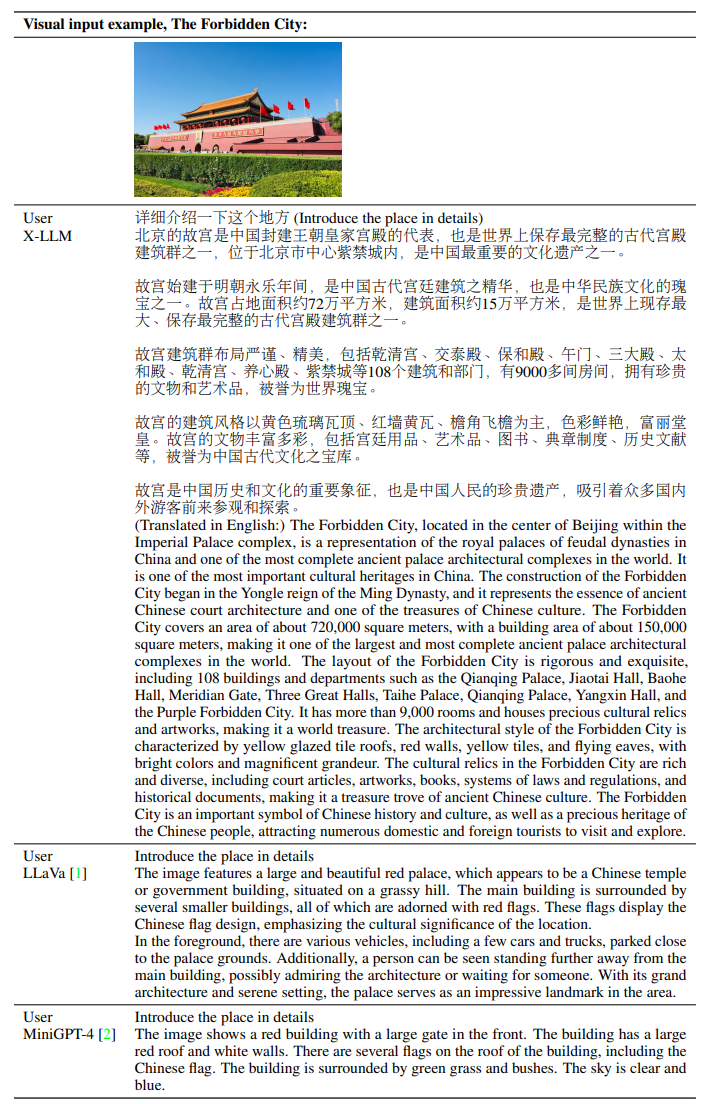 Visual input example, The Forbidden City:
User
详细介绍一下这个地方 (Introduce the place in details)
X-LLM
北京的故宫是中国封建王朝皇家宫殿的代表，也是世界上保存最完整的古代宫殿
建筑群之一，位于北京市中心紫禁城内，是中国最重要的文化遗产之一。
故宫始建于明朝永乐年间，是中国古代宫廷建筑之精华，也是中华民族文化的瑰
宝之一。故宫占地面积约72万平方米，建筑面积约15万平方米，是世界上现存最
大、保存最完整的古代宫殿建筑群之一。
故宫建筑群布局严谨、精美，包括乾清宫、交泰殿、保和殿、午门、三大殿、太
和殿、乾清宫、养心殿、紫禁城等108个建筑和部门，有9000多间房间，拥有珍贵
的文物和艺术品，被誉为世界瑰宝。
故宫的建筑风格以黄色琉璃瓦顶、红墙黄瓦、檐角飞檐为主，色彩鲜艳，富丽堂
皇。故宫的文物丰富多彩，包括宫廷用品、艺术品、图书、典章制度、历史文献
等，被誉为中国古代文化之宝库。
故宫是中国历史和文化的重要象征，也是中国人民的珍贵遗产，吸引着众多国内
外游客前来参观和探索。
(Translated in English:) The Forbidden City, located in the center of Beijing within the
Imperial Palace complex, is a representation of the royal palaces of feudal dynasties in
China and one of the most complete ancient palace architectural complexes in the world. It
is one of the most important cultural heritages in China. The construction of the Forbidden
City began in the Yongle reign of the Ming Dynasty, and it represents the essence of ancient
Chinese court architecture and one of the treasures of Chinese culture. The Forbidden
City covers an area of about 720,000 square meters, with a building area of about 150,000
square meters, making it one of the largest and most complete ancient palace architectural
complexes in the world. The layout of the Forbidden City is rigorous and exquisite,
including 108 buildings and departments such as the Qianqing Palace, Jiaotai Hall, Baohe
Hall, Meridian Gate, Three Great Halls, Taihe Palace, Qianqing Palace, Yangxin Hall, and
the Purple Forbidden City. It has more than 9,000 rooms and houses precious cultural relics
and artworks, making it a world treasure. The architectural style of the Forbidden City is
characterized by yellow glazed tile roofs, red walls, yellow tiles, and flying eaves, with
bright colors and magnificent grandeur. The cultural relics in the Forbidden City are rich
and diverse, including court articles, artworks, books, systems of laws and regulations, and
historical documents, making it a treasure trove of ancient Chinese culture. The Forbidden
City is an important symbol of Chinese history and culture, as well as a precious heritage of
the Chinese people, attracting numerous domestic and foreign tourists to visit and explore.
User
Introduce the place in details
LLaVa [1]
The image features a large and beautiful red palace, which appears to be a Chinese temple
or government building, situated on a grassy hill. The main building is surrounded by
several smaller buildings, all of which are adorned with red flags. These flags display the
Chinese flag design, emphasizing the cultural significance of the location.
In the foreground, there are various vehicles, including a few cars and trucks, parked close
to the palace grounds. Additionally, a person can be seen standing further away from the
main building, possibly admiring the architecture or waiting for someone. With its grand
architecture and serene setting, the palace serves as an impressive landmark in the area.
User
Introduce the place in details
MiniGPT-4 [2]
The image shows a red building with a large gate in the front. The building has a large
red roof and white walls. There are several flags on the roof of the building, including the
Chinese flag. The building is surrounded by green grass and bushes. The sky is clear and
blue.